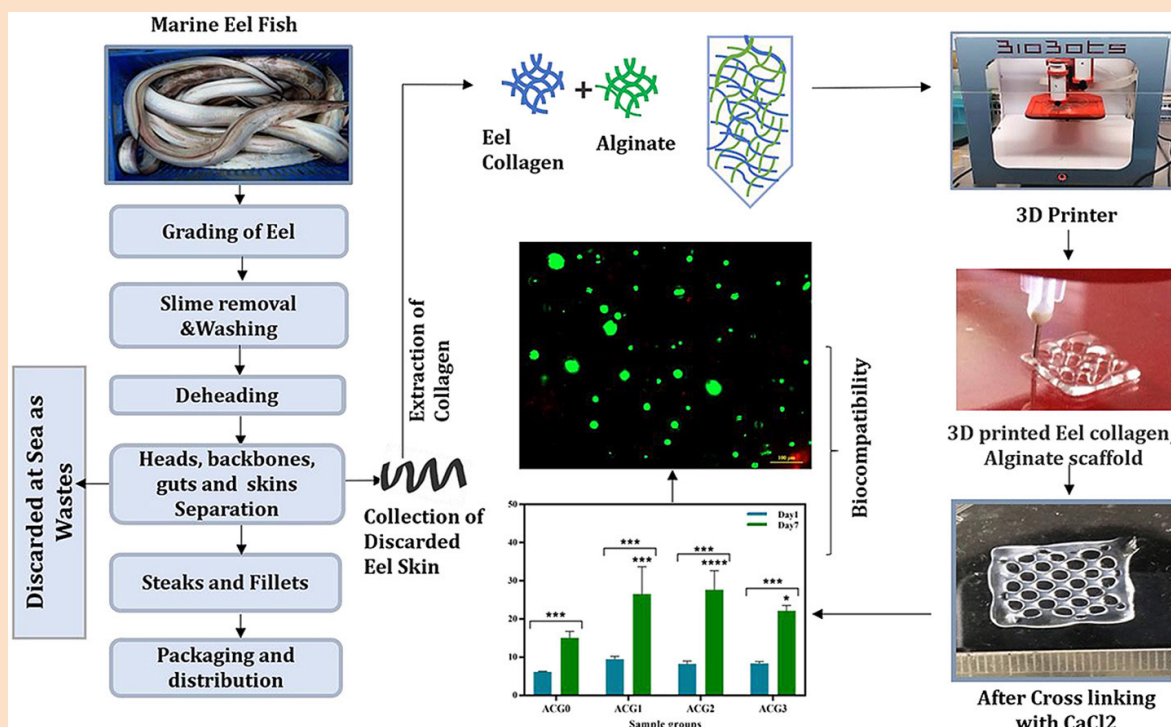 Marine Eel Fish
Grading of Eel
Slime removal
&Washing
Deheading
Heads, backbones,
guts and skins
Separation
Steaks and Fillets
Packaging and
distribution
Discarded at Sea as
Wastes
Collection of
Discarded
Eel Skin
Extraction of
Collagen
Eel
Collagen
+
Alginate
BioBots
3D Printer
3D printed Eel collagen,
Alginate scaffold
After Cross linking
with CaCl2
Biocompatibility
100 μm
50
40
30
20
10
0
Day1
Day7
***
***
***
***
****
***
*
ACG0 ACG1 ACG2 ACG3
Sample groups